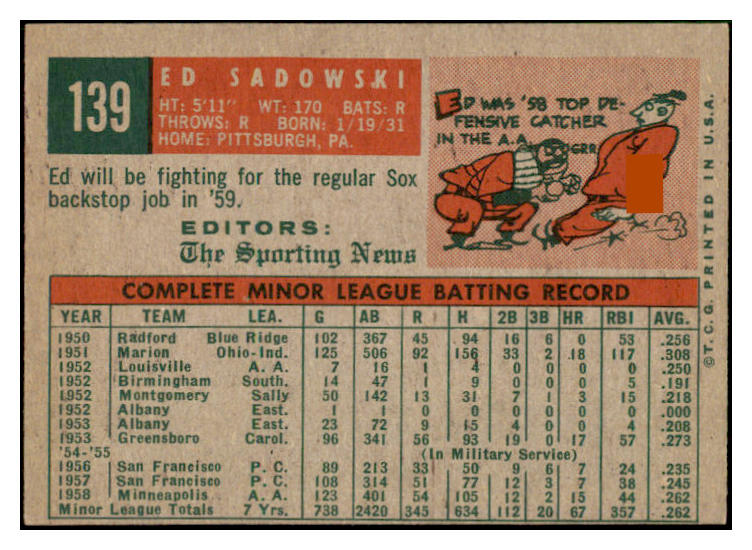 139
ED SADOWSKI
HT: 5'11" WT: 170 BATS: R
THROWS: R BORN: 1/19/31
HOME: PITTSBURGH, PA.
Ed will be fighting for the regular Sox
backstop job in '59.
EDITORS:
The Sporting News
ED WAS '58 TOP DE-
FENSIVE CATCHER
IN THE A.A.
GRR
©T.C.G. PRINTED IN U.S.A.
COMPLETE MINOR LEAGUE BATTING RECORD
YEAR TEAM LEA. G AB R H 2B 3B HR RBI AVG.
1950 Radford Blue Ridge 102 367 45 94 16 6 0 53 .256
1951 Marion Ohio-Ind. 125 506 92 156 33 2 18 117 .308
1952 Louisville A. A. 7 16 1 4 0 0 0 0 .250
1952 Birmingham South. 14 47 1 9 0 0 0 5 .191
1952 Montgomery Sally 50 142 13 31 7 1 3 15 .218
1952 Albany East. 1 1 0 0 0 0 0 0 .000
1953 Albany East. 23 72 9 15 4 0 0 4 .208
1953 Greensboro Carol. 96 341 56 93 19 0 17 57 .273
'54-'55 (In Military Service)
1956 San Francisco P. C. 89 213 33 50 9 6 7 24 .235
1957 San Francisco P. C. 108 314 51 77 12 3 7 38 .245
1958 Minneapolis A. A. 123 401 54 105 12 2 15 44 .262
Minor League Totals 7 Yrs. 738 2420 345 634 112 20 67 357 .262